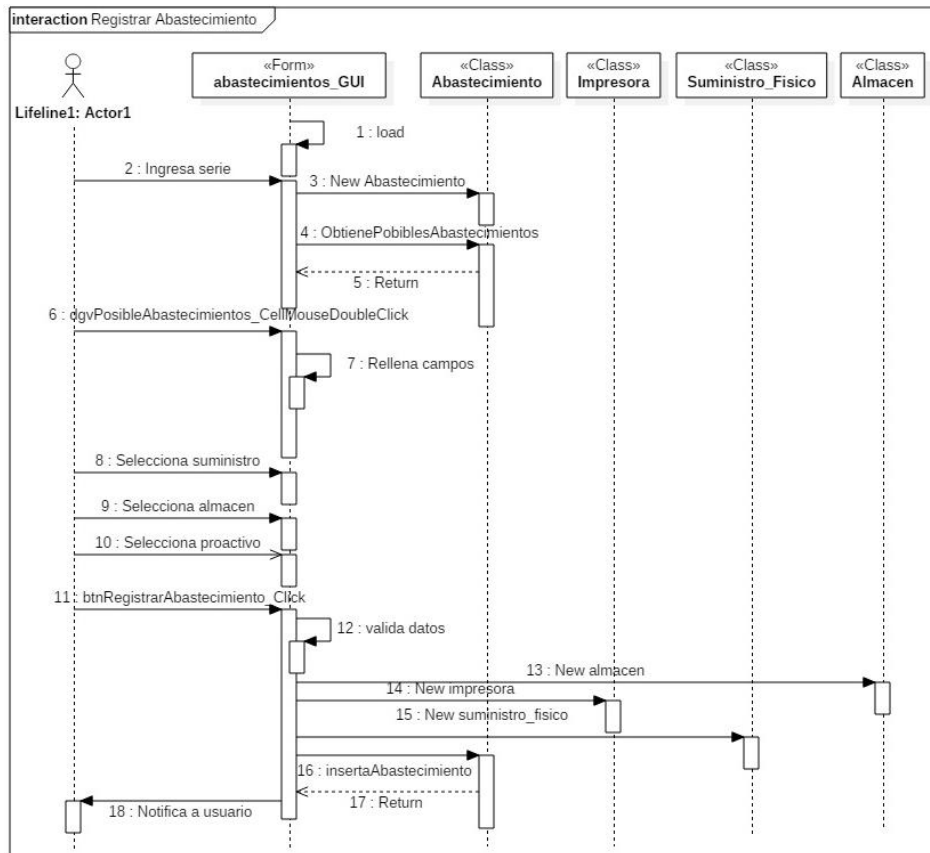 interaction Registrar Abastecimiento
«Form»
abastecimientos_GUI
«Class»
Abastecimiento
«Class»
Impresora
«Class»
Suministro_Fisico
«Class»
Almacen
Lifeline1: Actor1
1 : load
2 : Ingresa serie
3 : New Abastecimiento
4 : ObtienePobiblesAbastecimientos
5 : Return
6 : dgvPosibleAbastecimientos_CellMouseDoubleClick
7 : Rellena campos
8 : Selecciona suministro
9 : Selecciona almacen
10 : Selecciona proactivo
11 : btnRegistrarAbastecimiento_Click
12 : valida datos
13 : New almacen
14 : New impresora
15 : New suministro_fisico
16 : insertaAbastecimiento
17 : Return
18 : Notifica a usuario